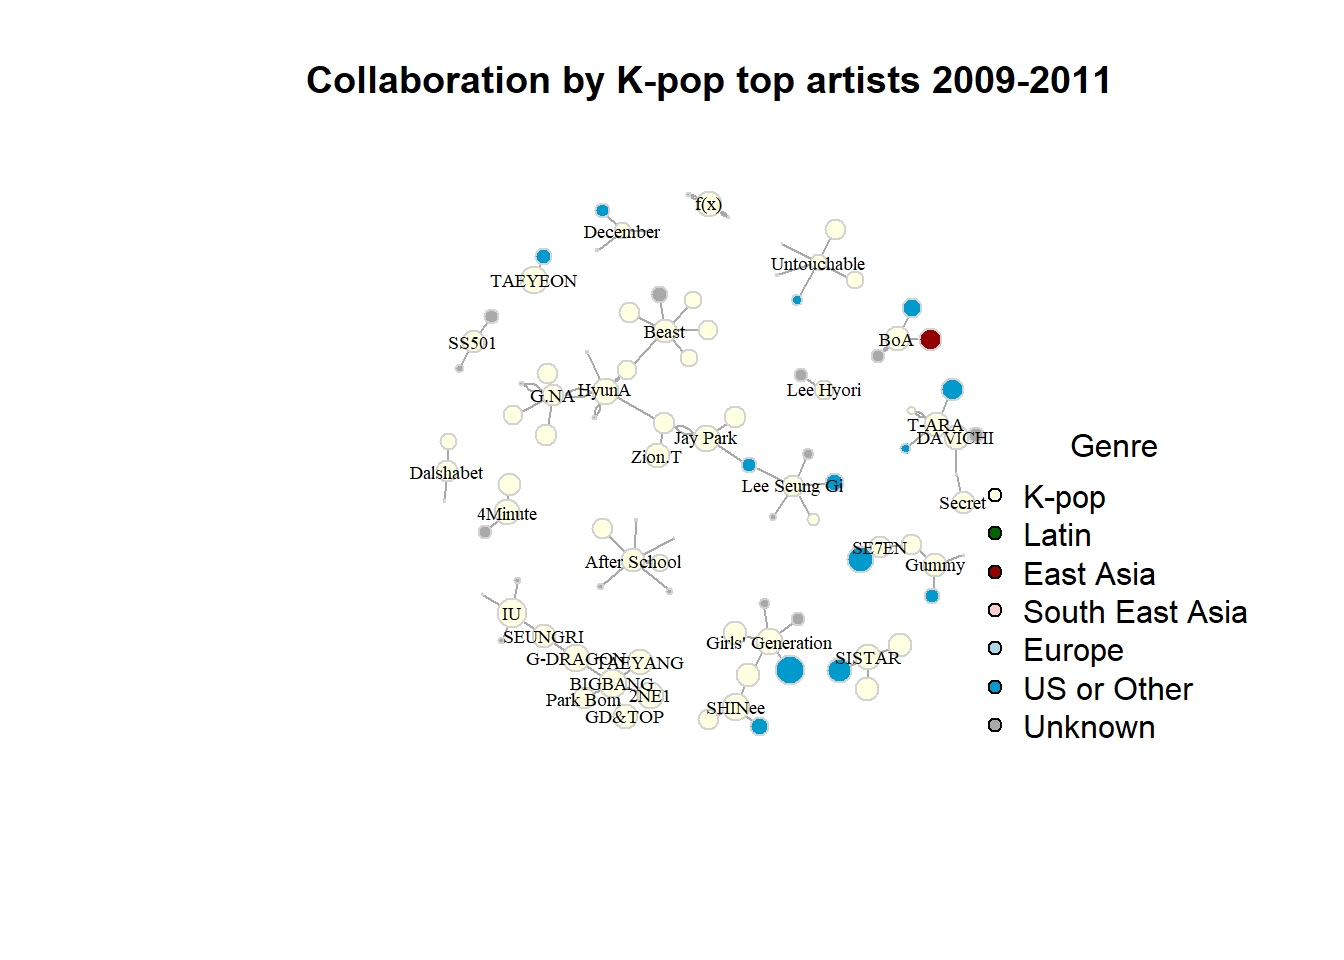 Collaboration by K-pop top artists 2009-2011
f(x)
December
Untouchable
TAEYEON
Beast
BoA
SS501
G.NA
HyunA
Lee Hyori
T-ARA
DAVICHI
Jay Park
Zion.T
Dalshabet
Lee Seung Gi
Secret
4Minute
SE7EN
Gummy
After School
IU
SEUNGRI
Girls' Generation
G-DRAGON
TAEYANG
SISTAR
BIGBANG
Park Bom
2NE1
GD&TOP
SHINee
Genre
K-pop
Latin
East Asia
South East Asia
Europe
US or Other
Unknown